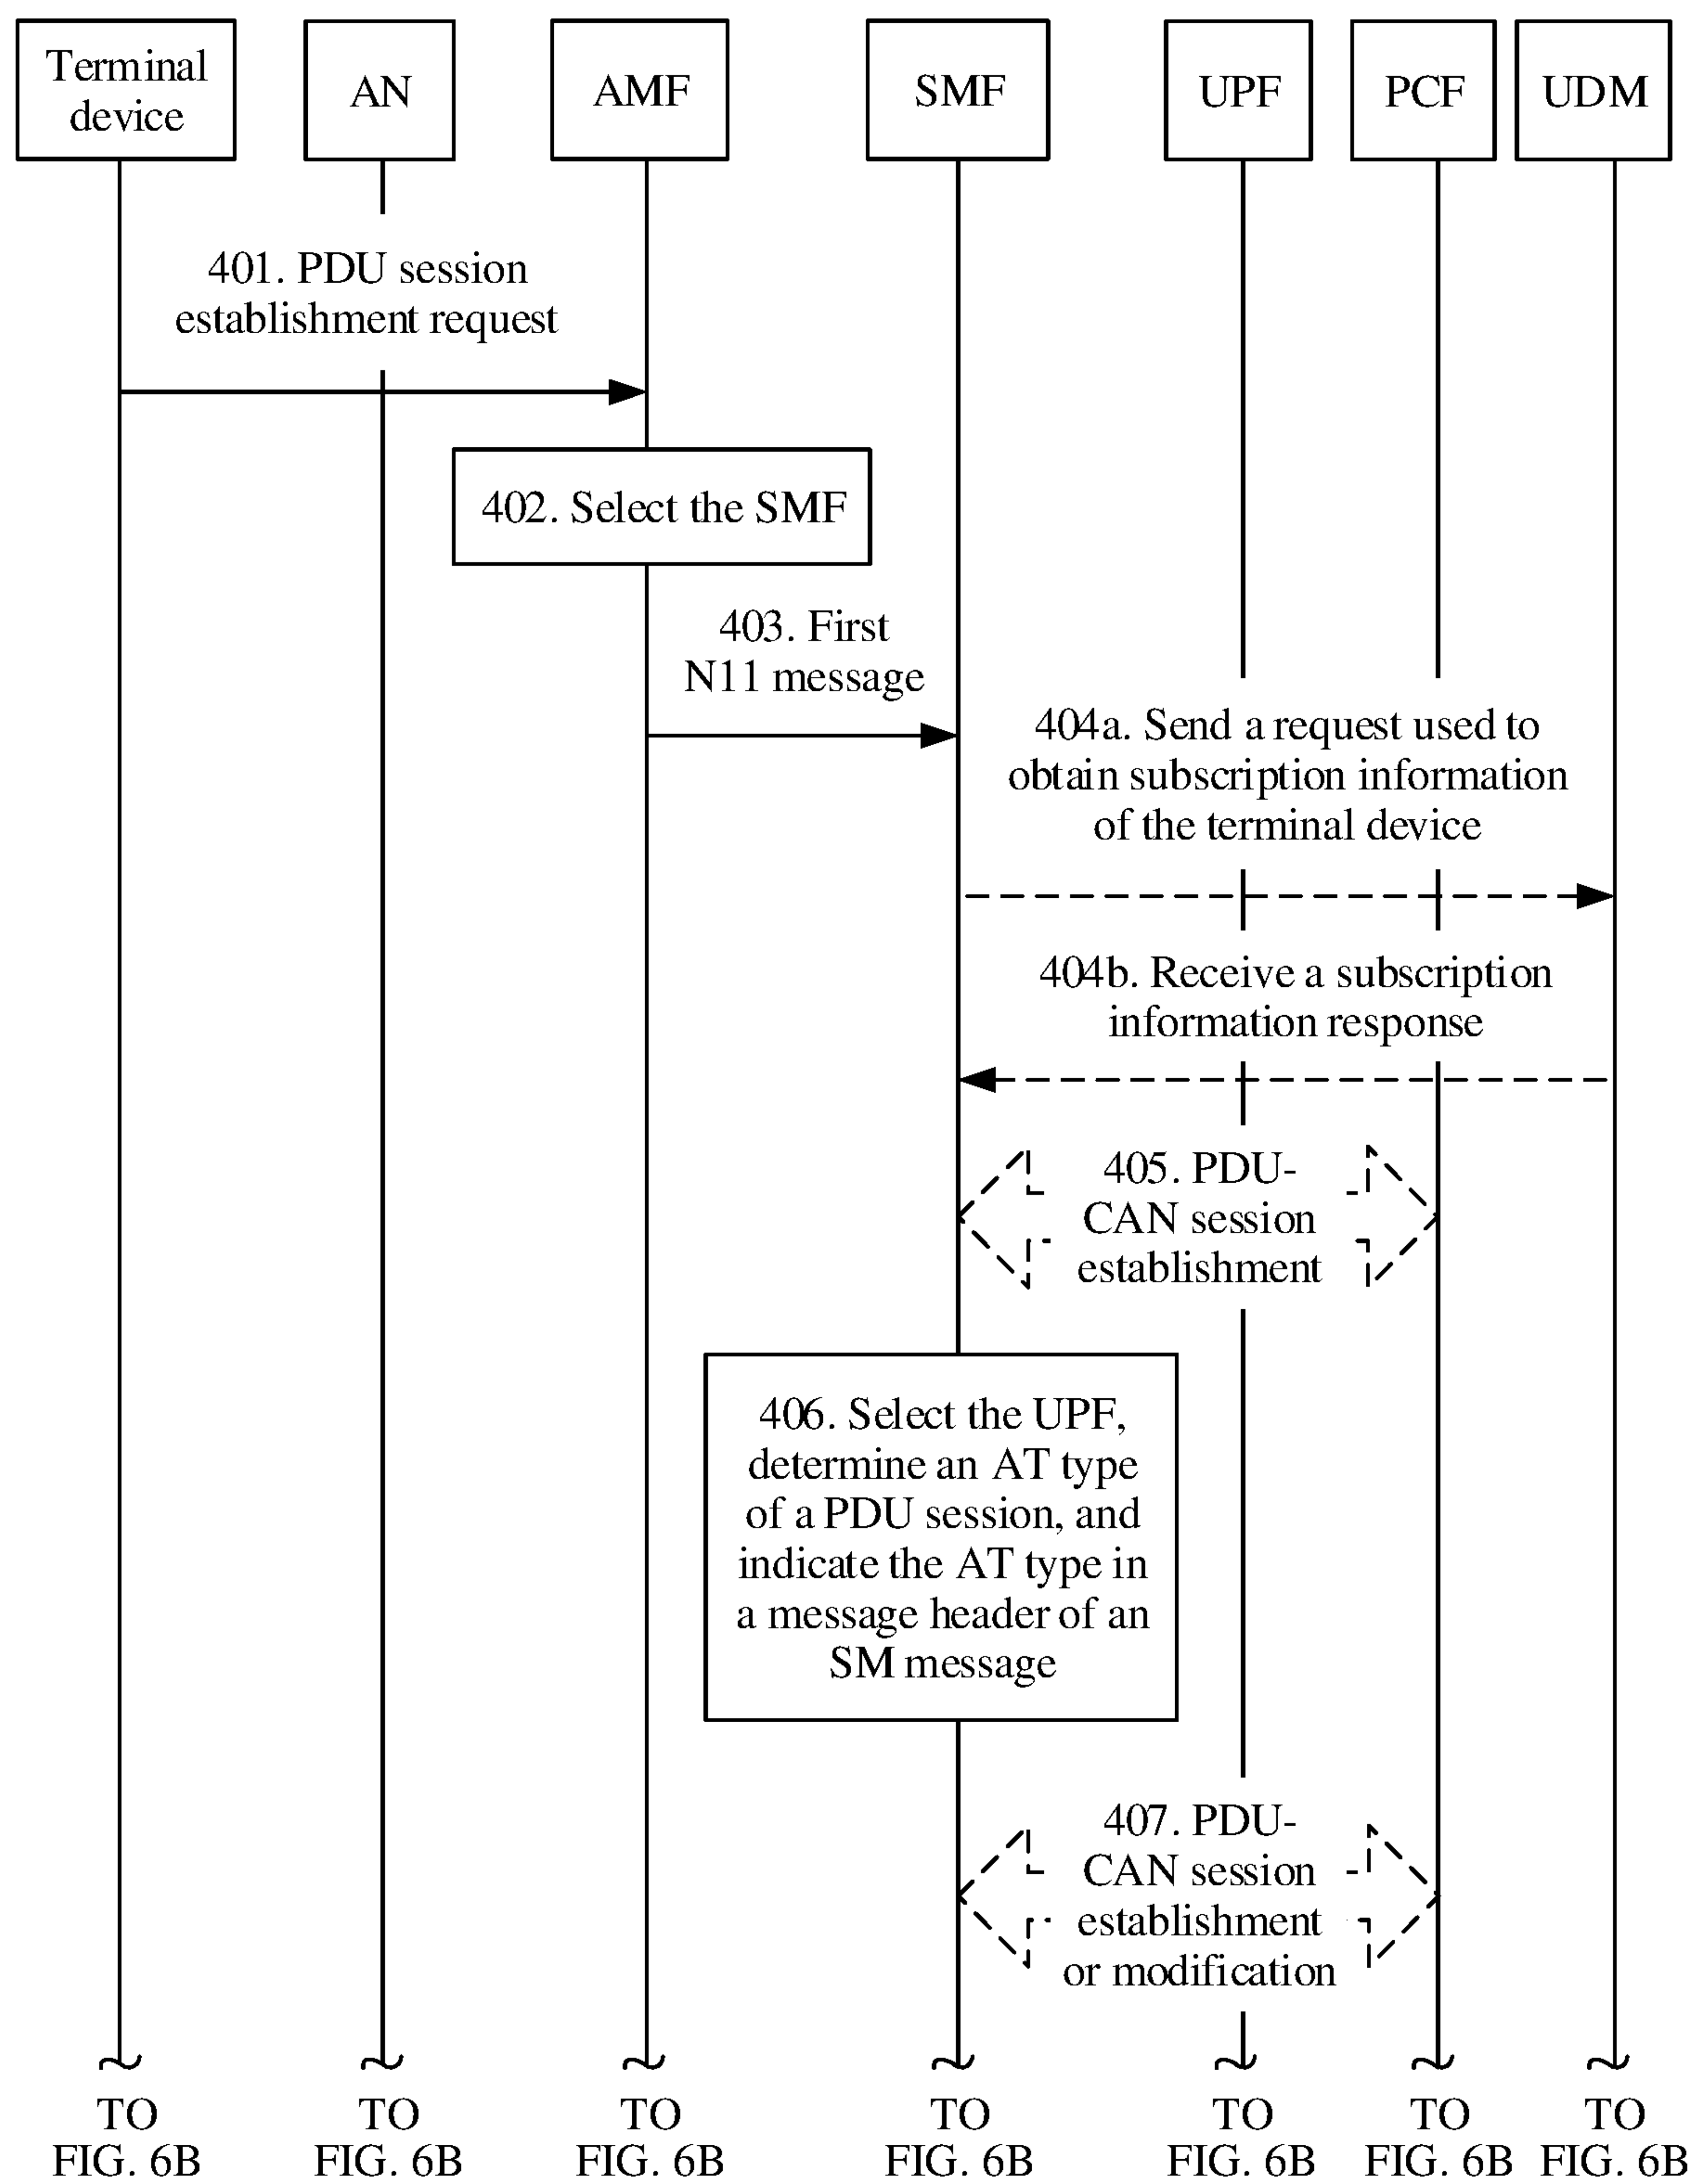 Terminal
device
AN
AMF
SMF
UPF
PCF
UDM
401. PDU session
establishment request
402. Select the SMF
403. First
N11 message
404a. Send a request used to
obtain subscription information
of the terminal device
404b. Receive a subscription
information response
405. PDU-
CAN session
establishment
406. Select the UPF,
determine an AT type
of a PDU session, and
indicate the AT type in
a message header of an
SM message
407. PDU-
CAN session
establishment
or modification
TO
FIG. 6B
TO
FIG. 6B
TO
FIG. 6B
TO
FIG. 6B
TO
FIG. 6B
TO
FIG. 6B
TO
FIG. 6B